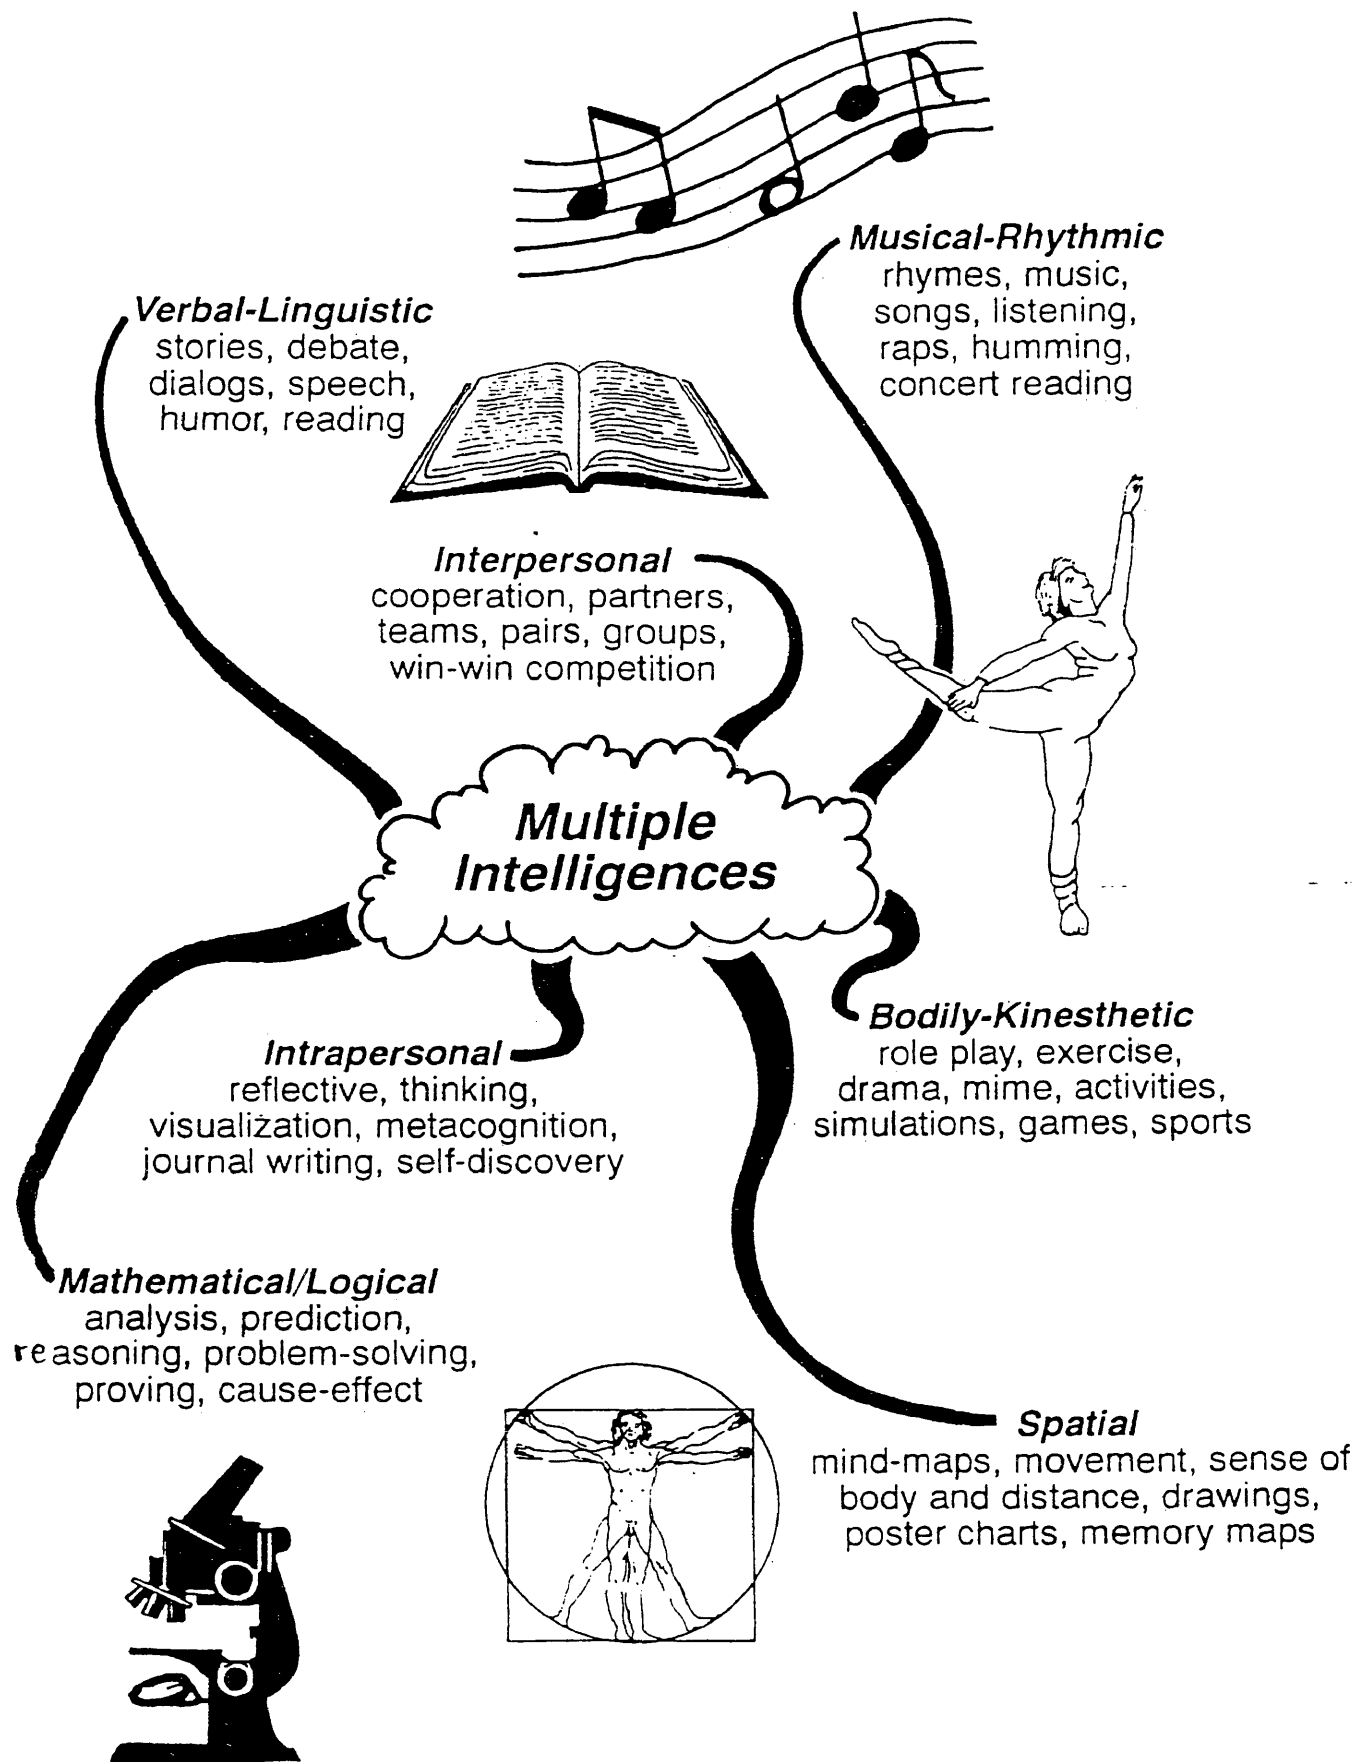 Musical-Rhythmic
rhymes, music,
songs, listening,
raps, humming,
concert reading
Verbal-Linguistic
stories, debate,
dialogs, speech,
humor, reading
Interpersonal
cooperation, partners,
teams, pairs, groups,
win-win competition
Multiple
Intelligences
Bodily-Kinesthetic
role play, exercise,
drama, mime, activities,
simulations, games, sports
Intrapersonal
reflective, thinking,
visualization, metacognition,
journal writing, self-discovery
Mathematical/Logical
analysis, prediction,
reasoning, problem-solving,
proving, cause-effect
Spatial
mind-maps, movement, sense of
body and distance, drawings,
poster charts, memory maps